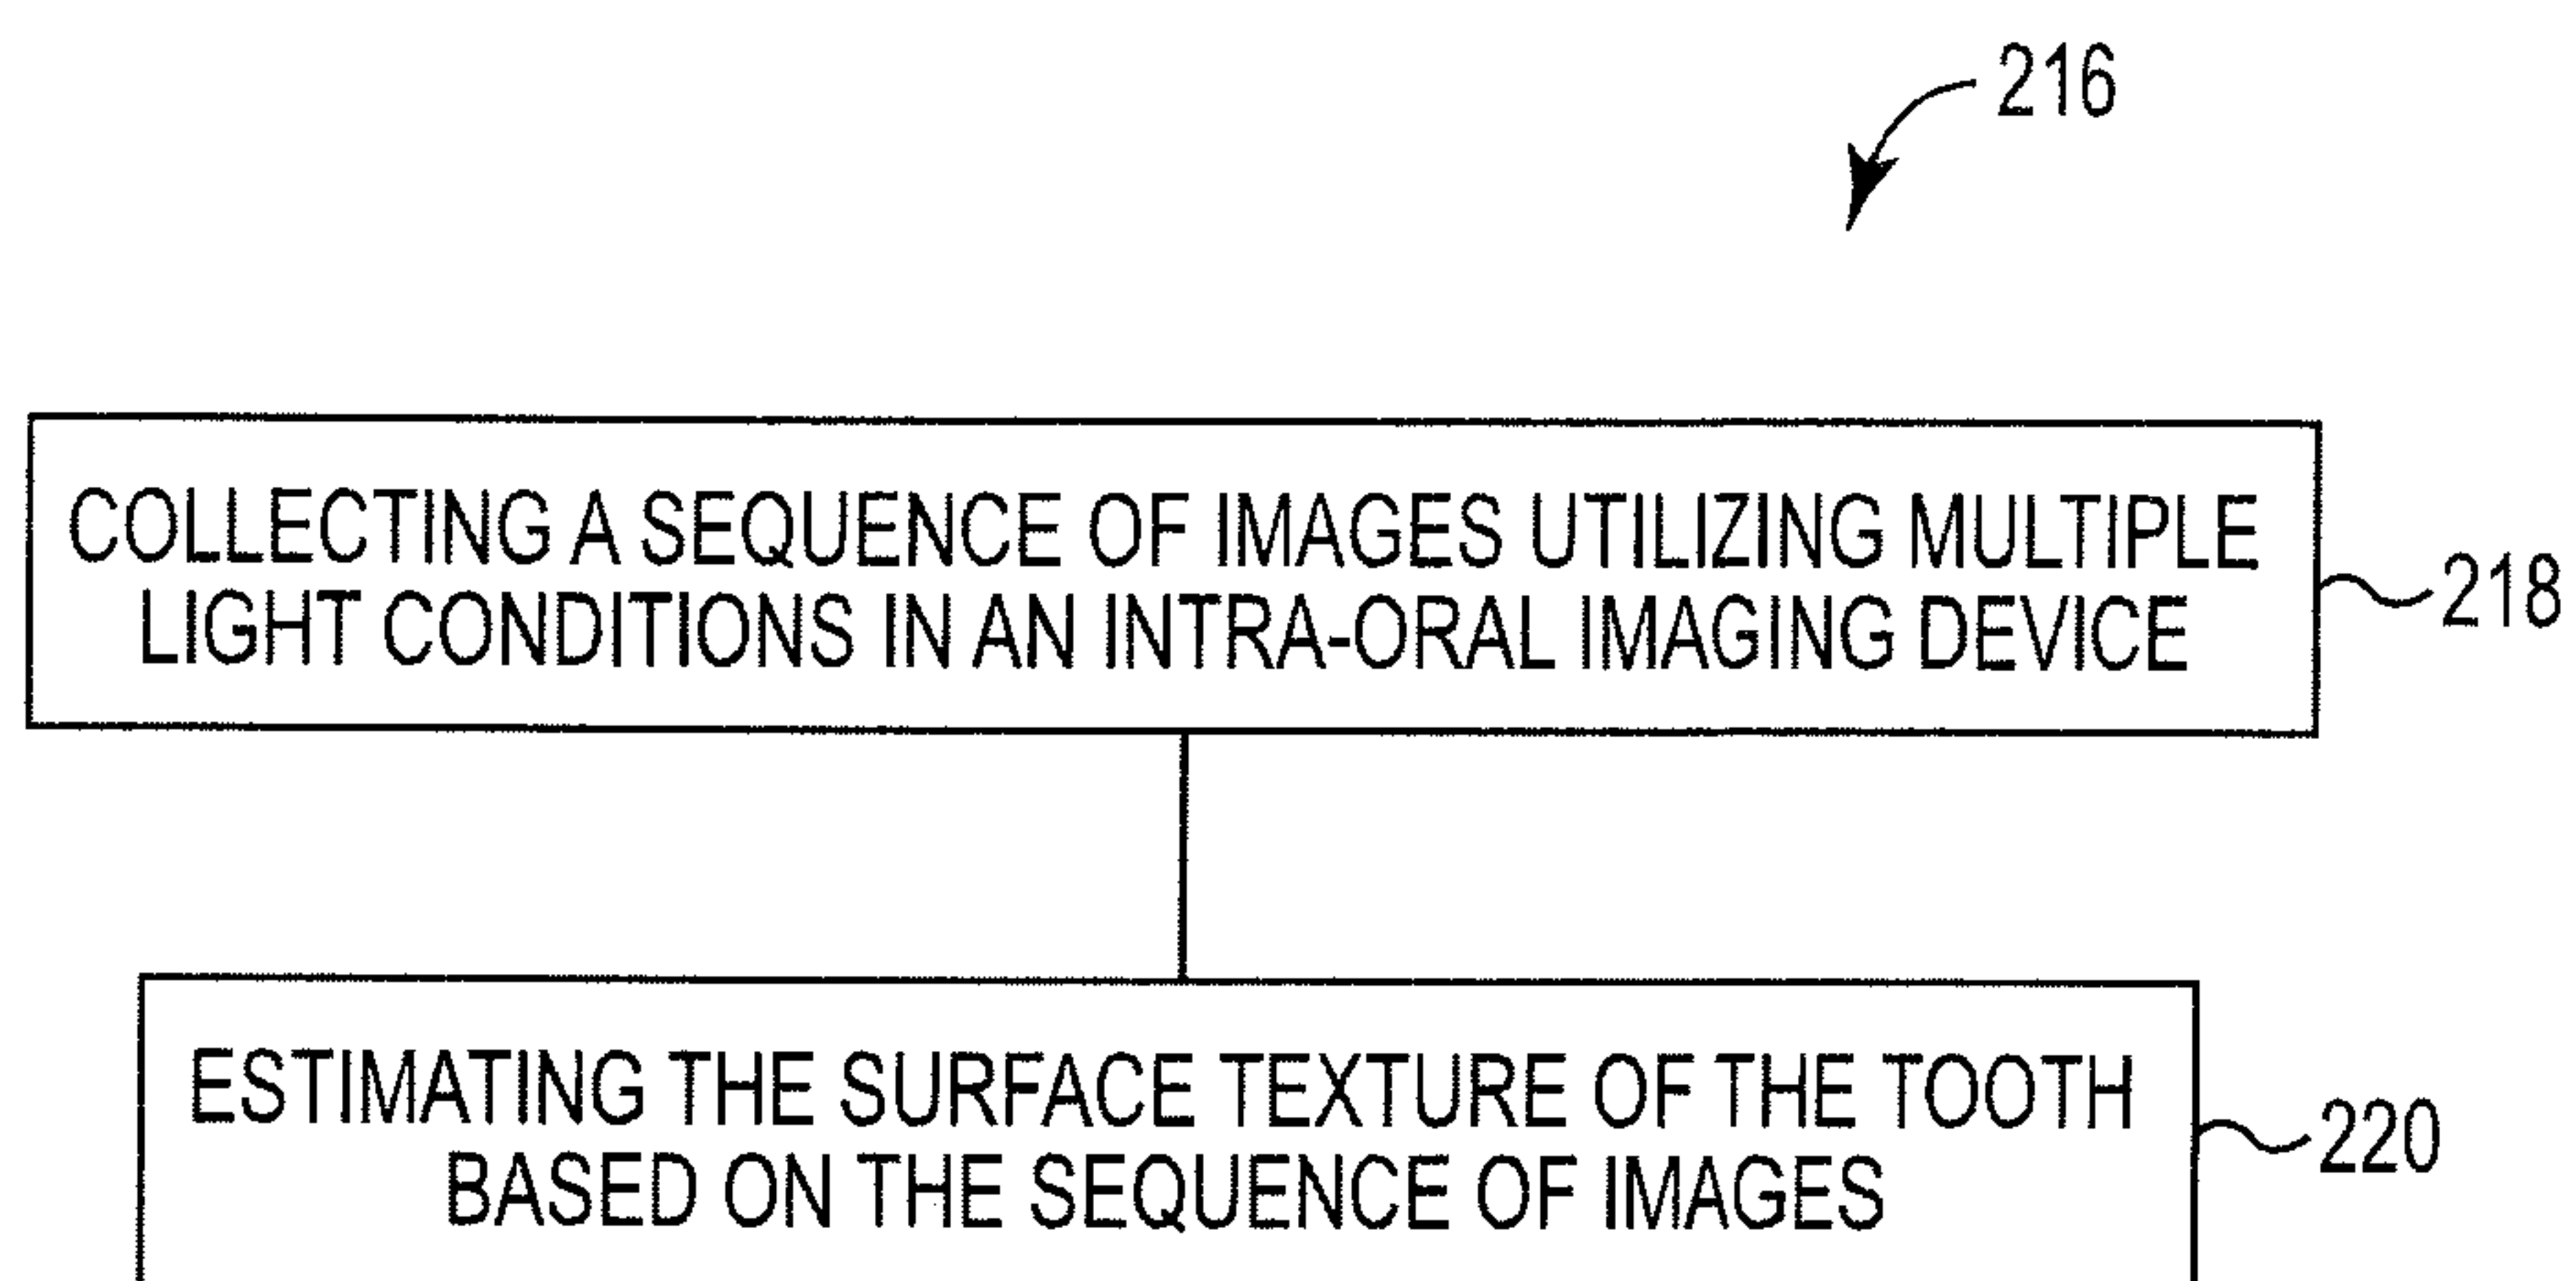 216
COLLECTING A SEQUENCE OF IMAGES UTILIZING MULTIPLE
LIGHT CONDITIONS IN AN INTRA-ORAL IMAGING DEVICE
218
ESTIMATING THE SURFACE TEXTURE OF THE TOOTH
BASED ON THE SEQUENCE OF IMAGES
220